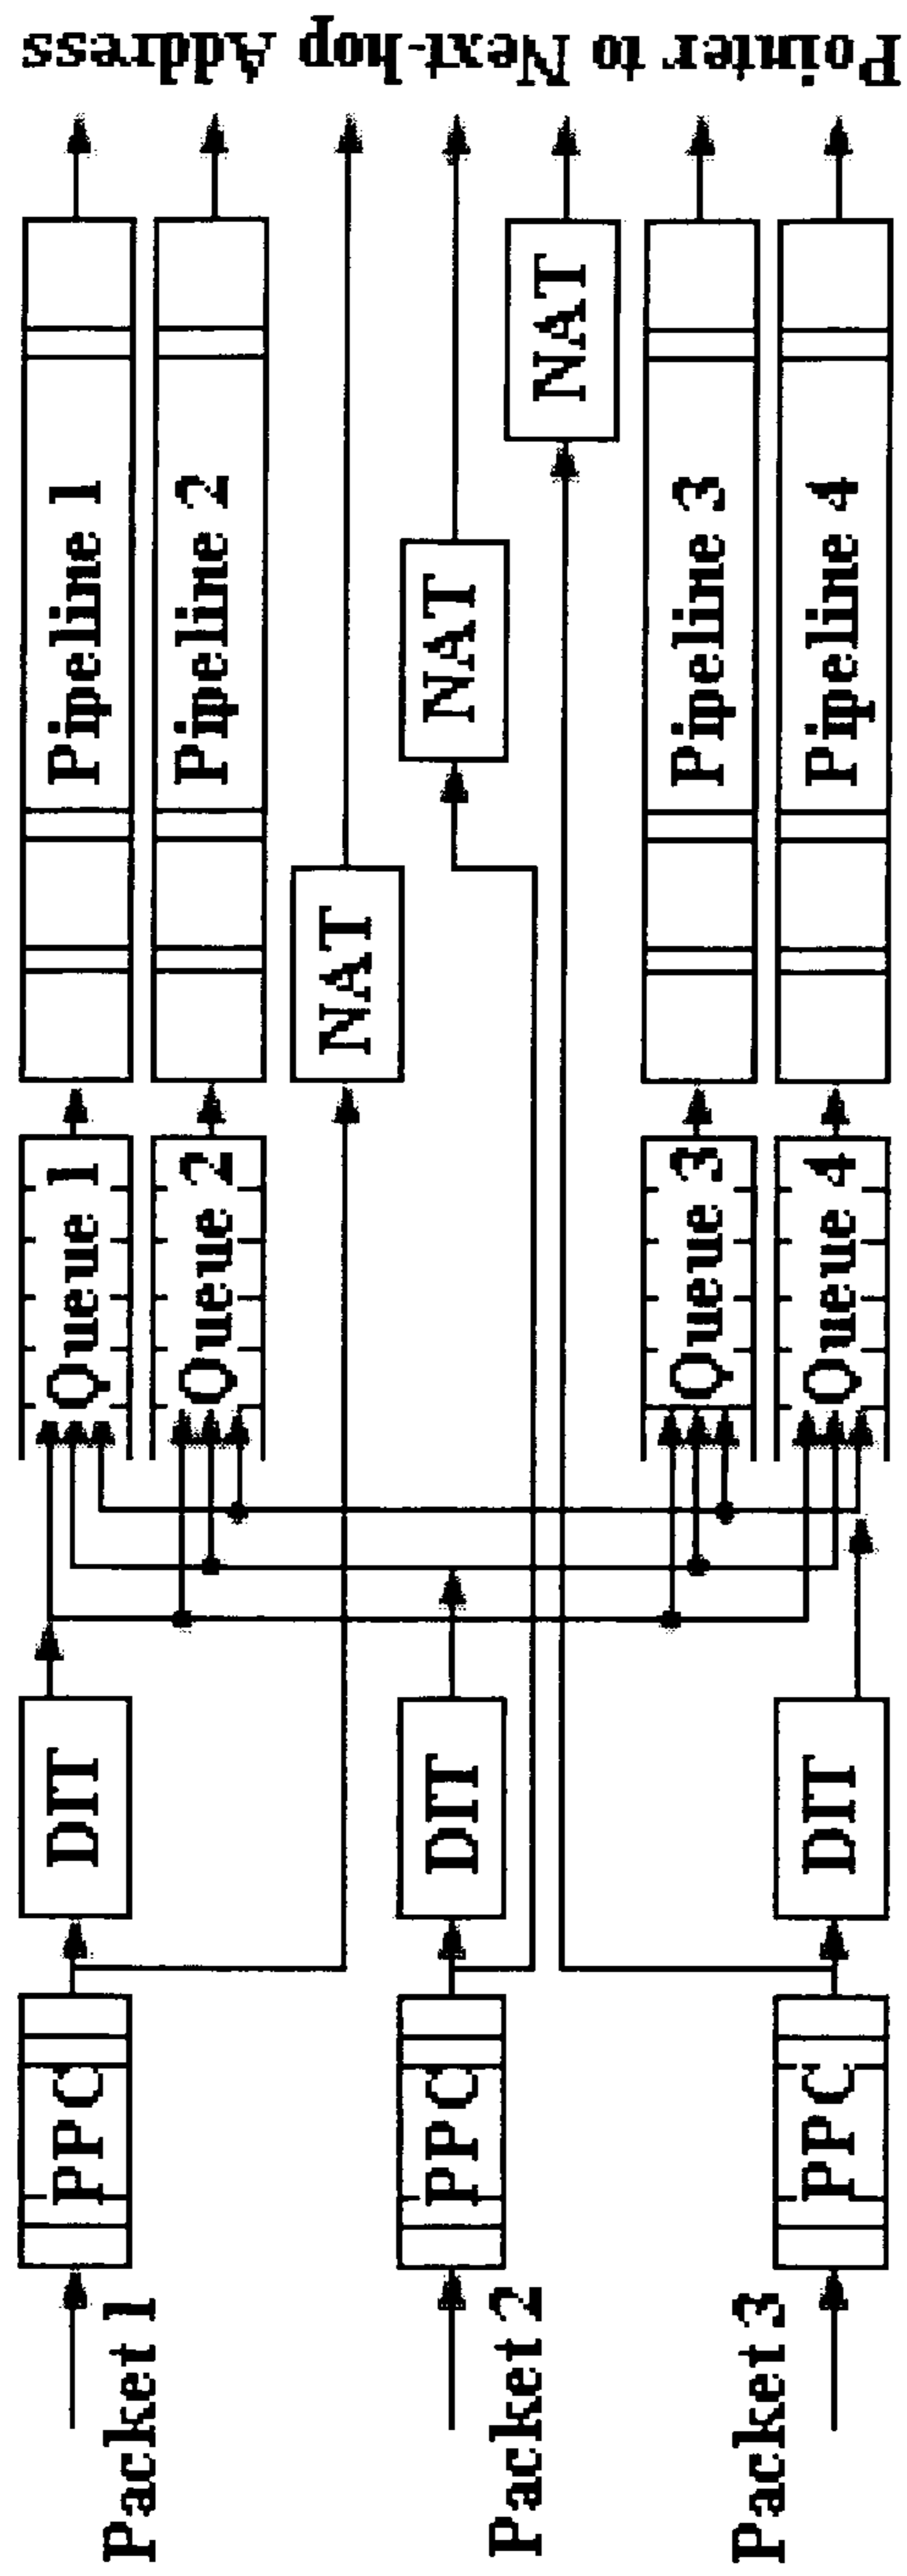 Packet 1
PPC
DIT
Queue 1
Pipeline 1
Queue 2
Pipeline 2
NAT
Packet 2
PPC
DIT
NAT
NAT
Queue 3
Pipeline 3
Packet 3
PPC
DIT
Queue 4
Pipeline 4
Pointer to Next-hop Address